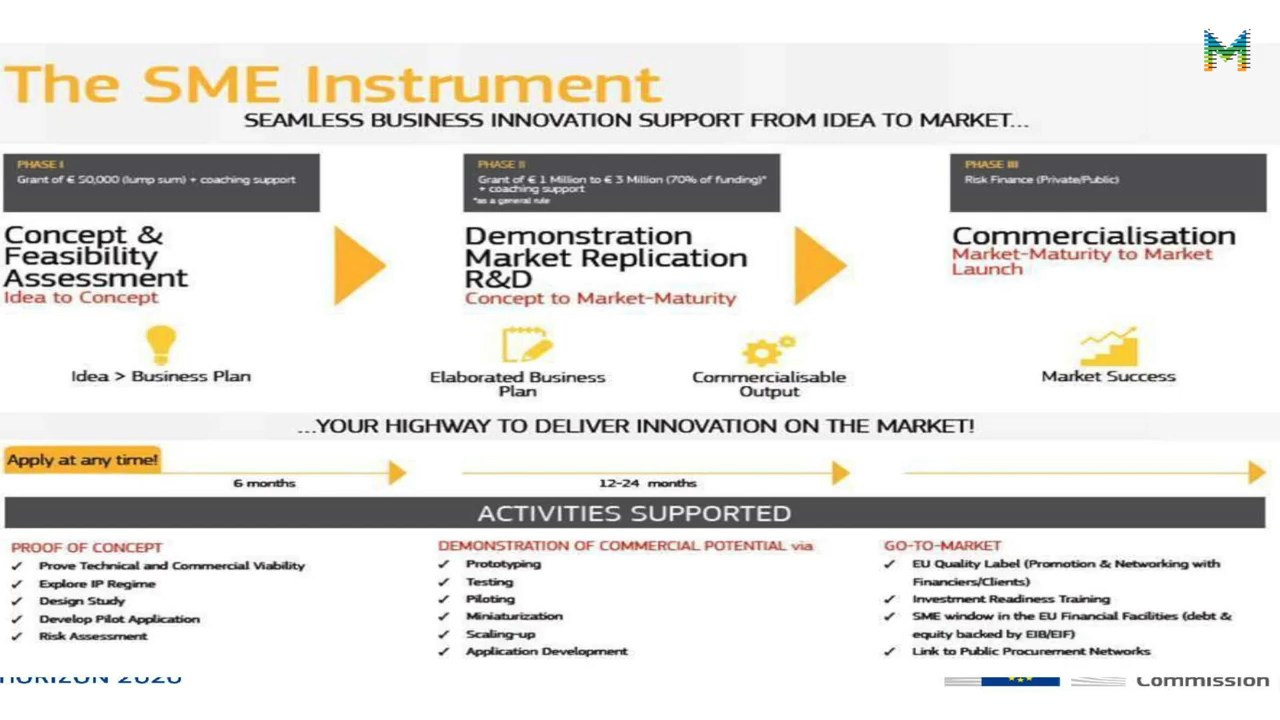 The SME Instrument
SEAMLESS BUSINESS INNOVATION SUPPORT FROM IDEA TO MARKET...
PHASE I
Grant of € 50,000 (lump sum) + coaching support
Concept &
Feasibility
Assessment
Idea to Concept
Idea > Business Plan
PHASE II
Grant of € 1 Million to € 3 Million (70% of funding)*
+ coaching support
*as a general rule
Demonstration
Market Replication
R&D
Concept to Market-Maturity
Elaborated Business
Plan
Commercialisable
Output
PHASE III
Risk Finance (Private/Public)
Commercialisation
Market-Maturity to Market
Launch
Market Success
...YOUR HIGHWAY TO DELIVER INNOVATION ON THE MARKET!
Apply at any time!
6 months
12-24 months
ACTIVITIES SUPPORTED
PROOF OF CONCEPT
✓ Prove Technical and Commercial Viability
✓ Explore IP Regime
✓ Design Study
✓ Develop Pilot Application
✓ Risk Assessment
DEMONSTRATION OF COMMERCIAL POTENTIAL via
✓ Prototyping
✓ Testing
✓ Piloting
✓ Miniaturization
✓ Scaling-up
✓ Application Development
GO-TO-MARKET
✓ EU Quality Label (Promotion & Networking with
Financiers/Clients)
✓ Investment Readiness Training
✓ SME window in the EU Financial Facilities (debt &
equity backed by EIB/EIF)
✓ Link to Public Procurement Networks
HORIZON 2020
Commission
M